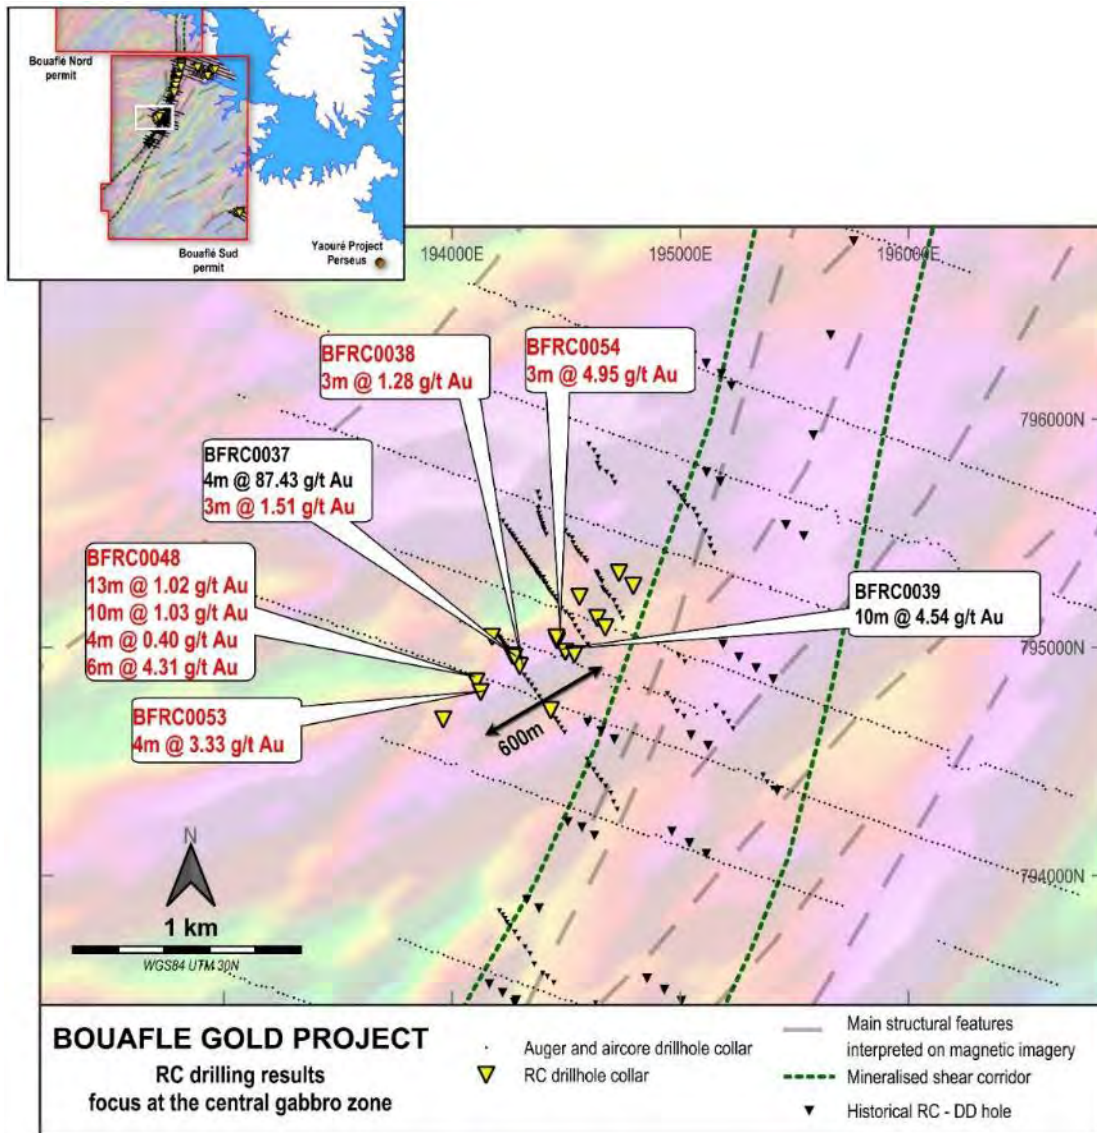 Bouaflé Nord
permit
Bouaflé Sud
permit
Yaouré Project
Perseus
194000E
195000E
196000E
BFRC0038
3m @ 1.28 g/t Au
BFRC0054
3m @ 4.95 g/t Au
796000N
BFRC0037
4m @ 87.43 g/t Au
3m @ 1.51 g/t Au
BFRC0048
13m @ 1.02 g/t Au
10m @ 1.03 g/t Au
4m @ 0.40 g/t Au
6m @ 4.31 g/t Au
BFRC0039
10m @ 4.54 g/t Au
795000N
BFRC0053
4m @ 3.33 g/t Au
600m
794000N
N
1 km
WGS84 UTM 30N
BOUAFLE GOLD PROJECT
RC drilling results
focus at the central gabbro zone
Auger and aircore drillhole collar
RC drillhole collar
Main structural features
interpreted on magnetic imagery
Mineralised shear corridor
Historical RC - DD hole